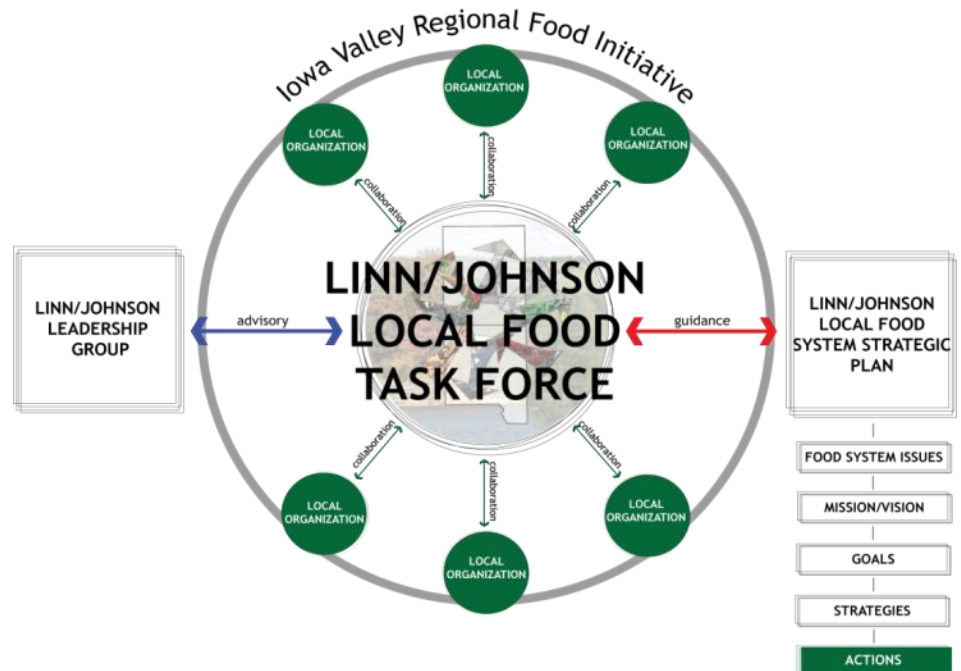 Iowa Valley Regional Food Initiative
LOCAL
ORGANIZATION
LOCAL
ORGANIZATION
LOCAL
ORGANIZATION
collaboration
collaboration
collaboration
LINN/JOHNSON
LEADERSHIP
GROUP
advisory
LINN/JOHNSON
LOCAL FOOD
TASK FORCE
guidance
LINN/JOHNSON
LOCAL FOOD
SYSTEM STRATEGIC
PLAN
collaboration
collaboration
collaboration
LOCAL
ORGANIZATION
LOCAL
ORGANIZATION
LOCAL
ORGANIZATION
FOOD SYSTEM ISSUES
MISSION/VISION
GOALS
STRATEGIES
ACTIONS